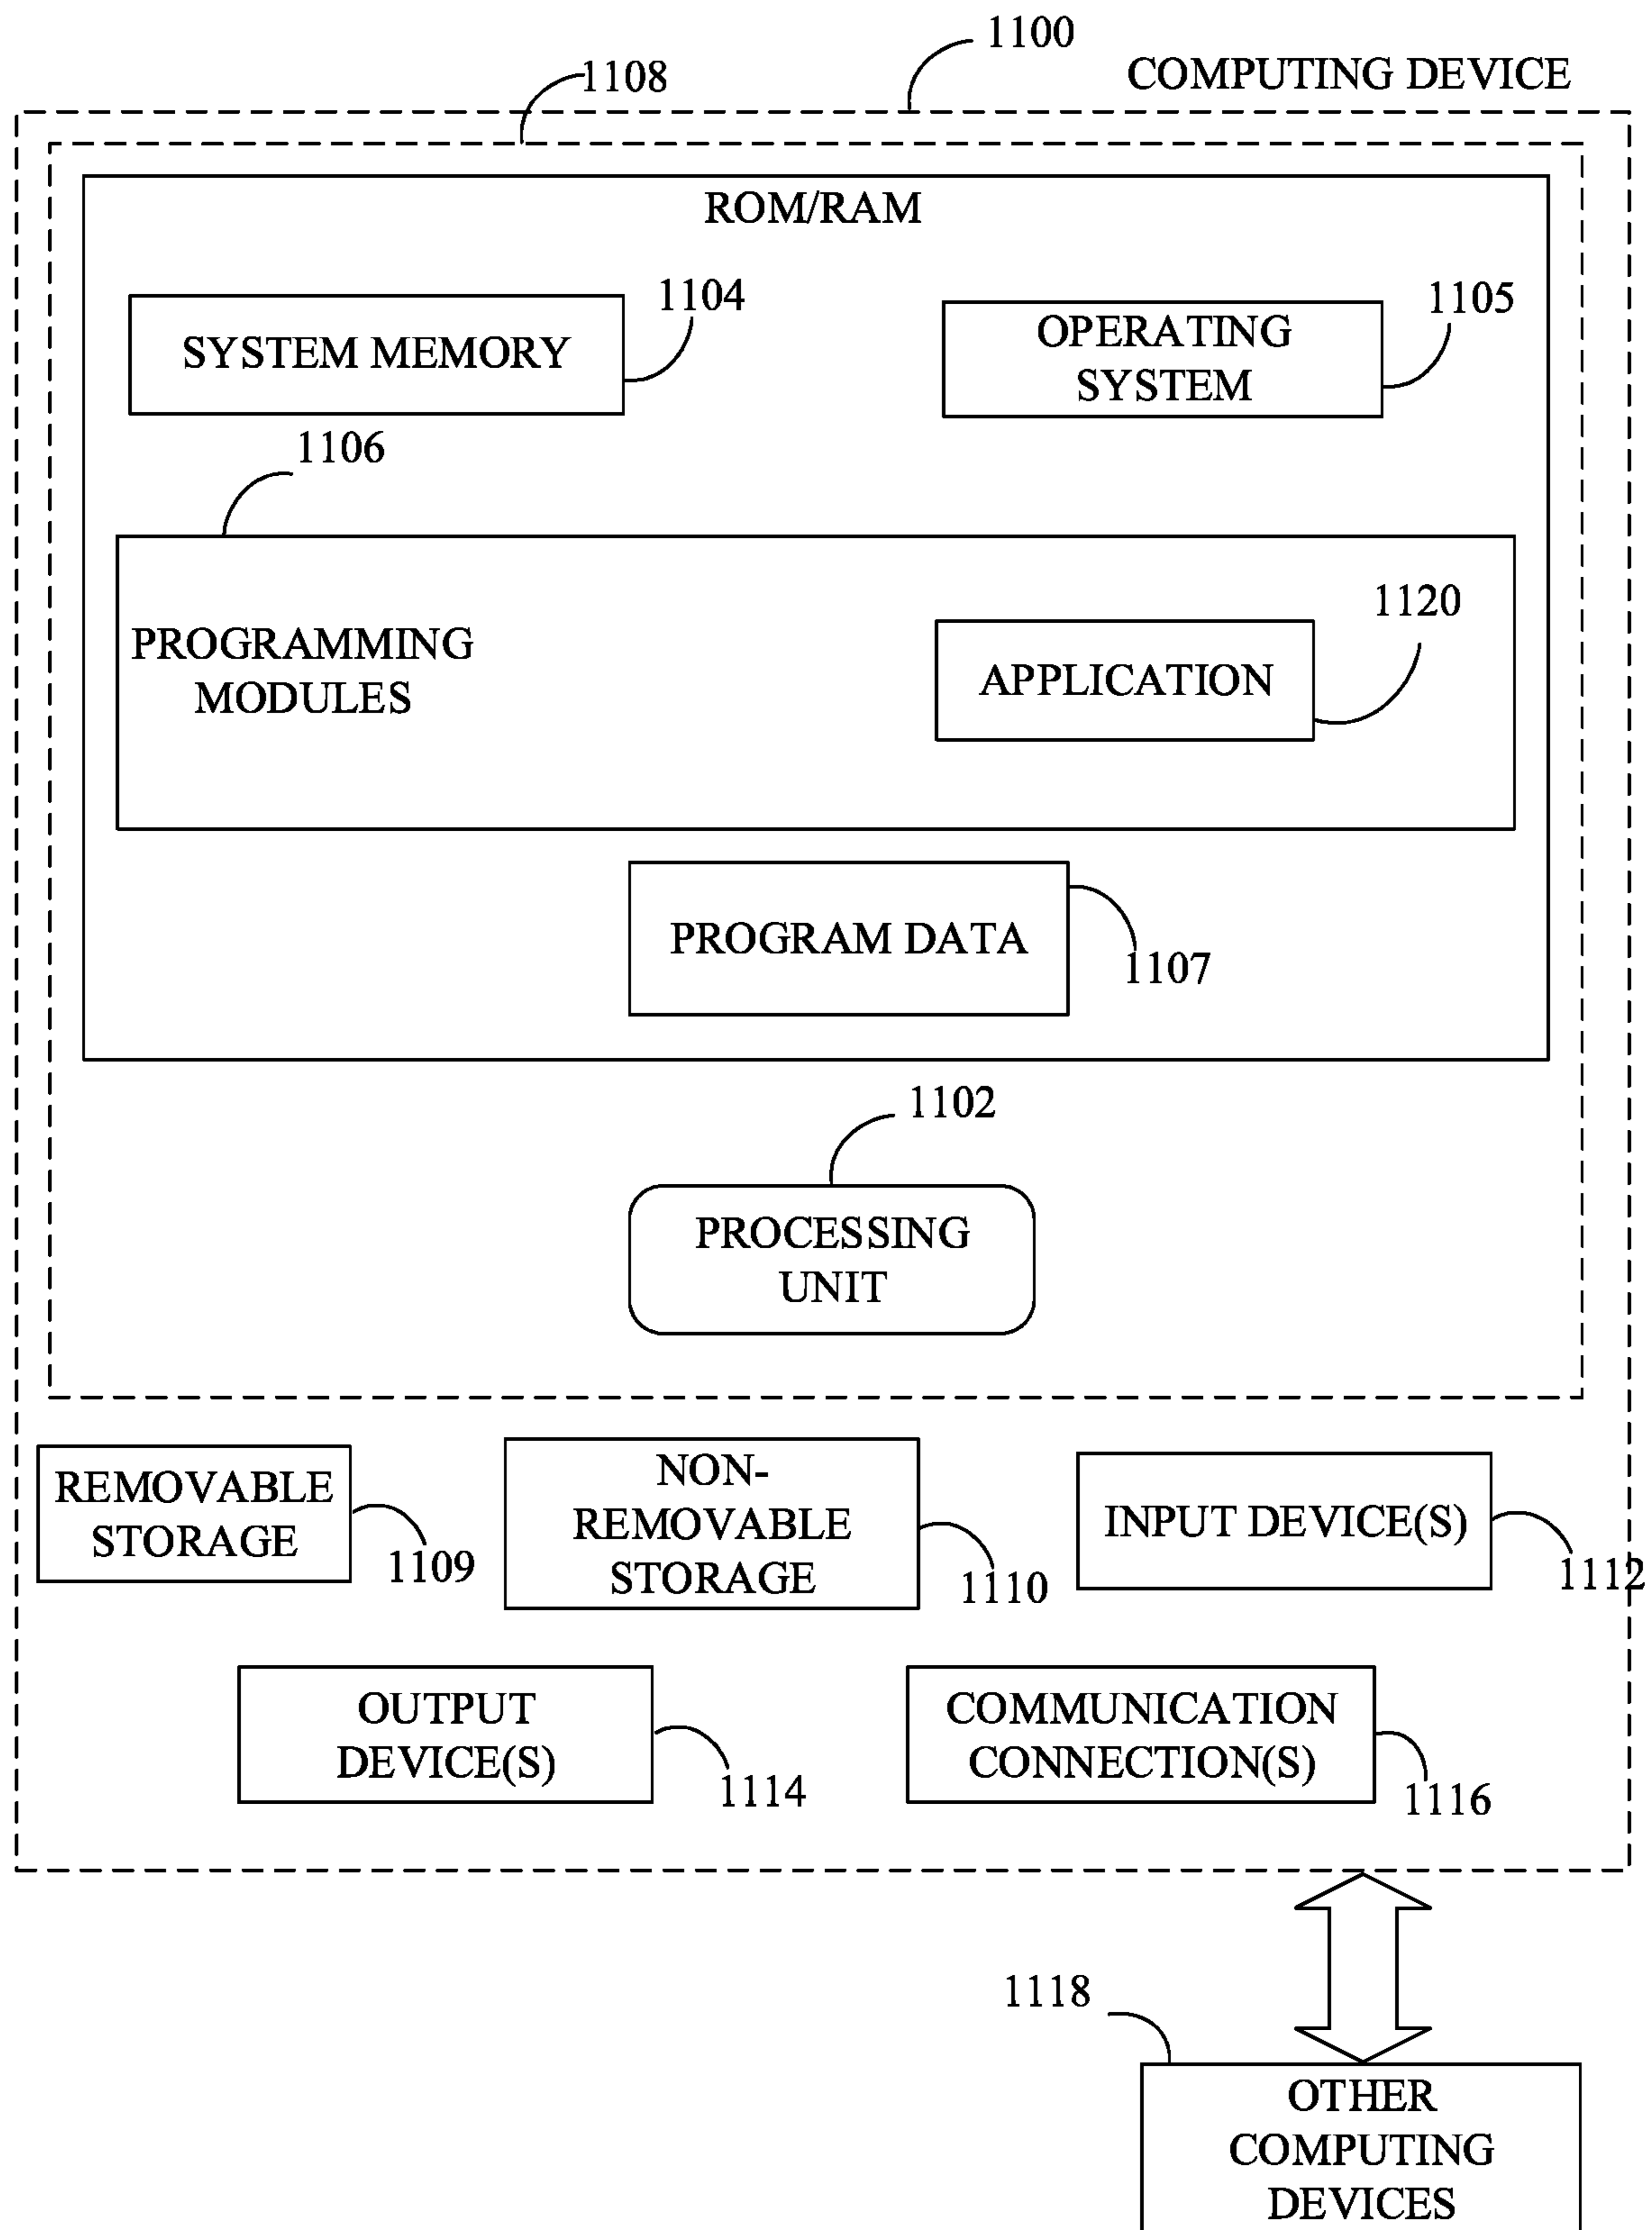 1100
COMPUTING DEVICE
1108
ROM/RAM
1104
SYSTEM MEMORY
1105
OPERATING
SYSTEM
1106
PROGRAMMING
MODULES
1120
APPLICATION
PROGRAM DATA
1107
1102
PROCESSING
UNIT
REMOVABLE
STORAGE
1109
NON-
REMOVABLE
STORAGE
1110
INPUT DEVICE(S)
1112
OUTPUT
DEVICE(S)
1114
COMMUNICATION
CONNECTION(S)
1116
1118
OTHER
COMPUTING
DEVICES